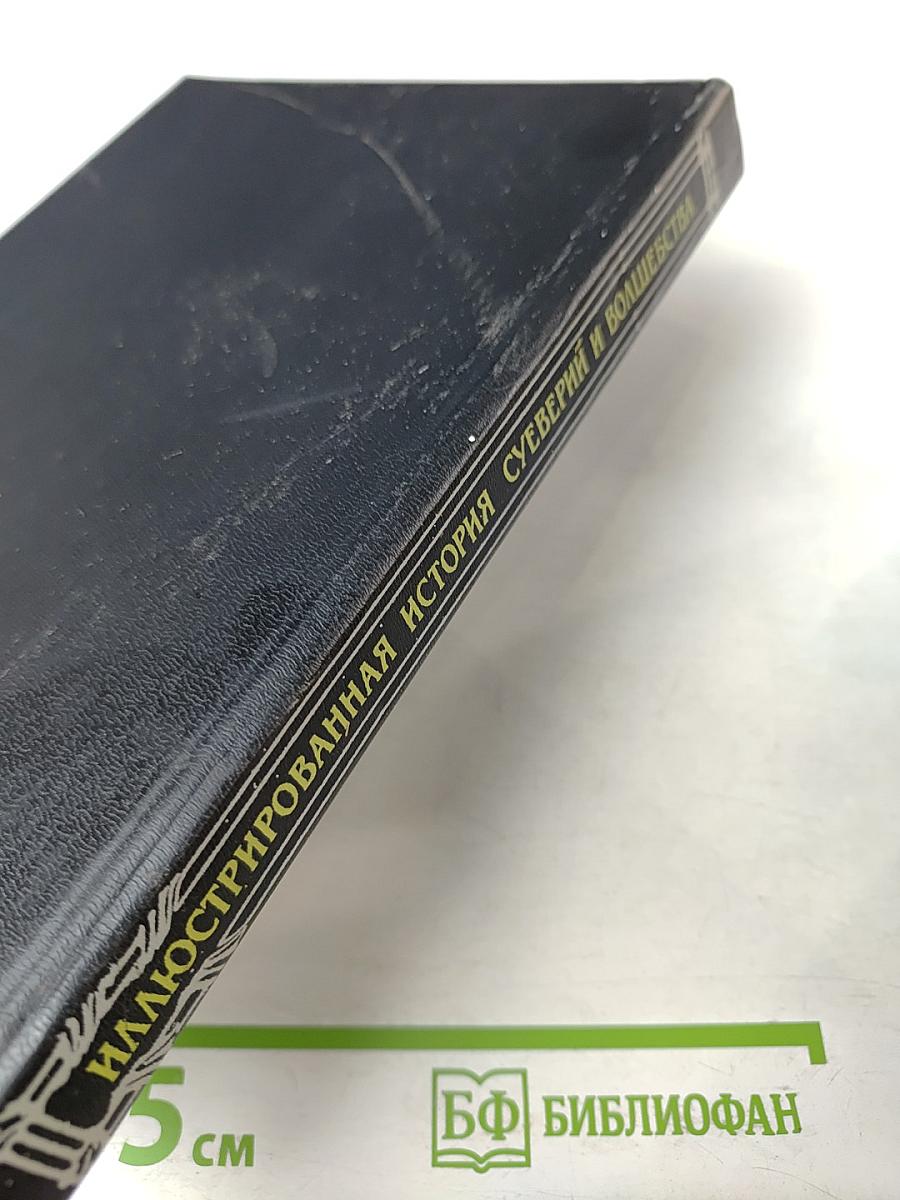 ИЛЛЮСТРИРОВАННАЯ ИСТОРИЯ СУЕВЕРИЙ И ВОЛШЕБСТВА
5 см
БФ БИБЛИОФАН